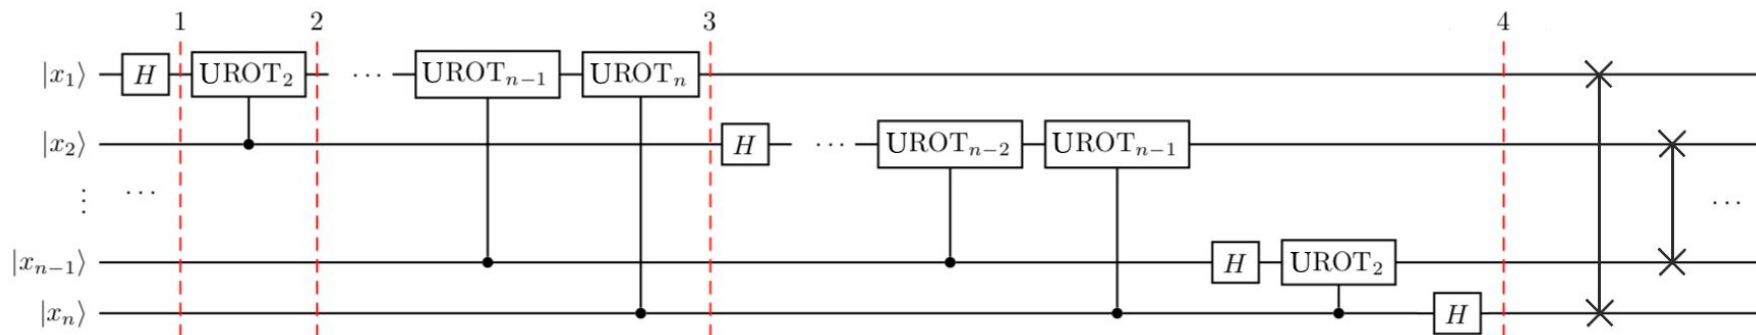 1 2 3 4
|x₁⟩ H UROT₂ ··· UROTₙ₋₁ UROTₙ
|x₂⟩ H ··· UROTₙ₋₂ UROTₙ₋₁
⋮ ··· ···
|xₙ₋₁⟩ H UROT₂
|xₙ⟩ H